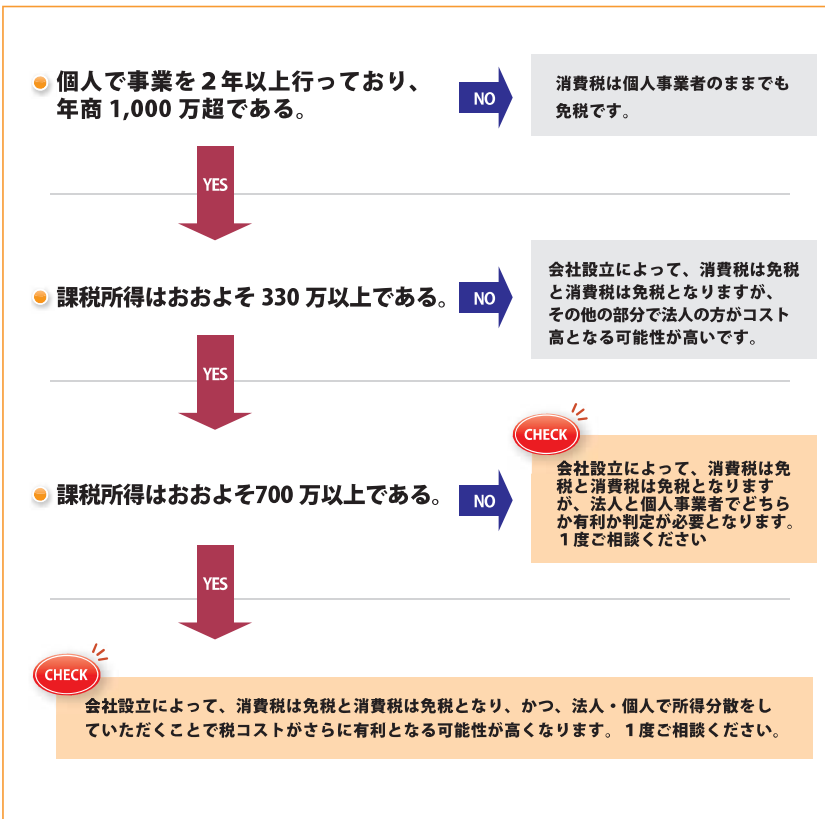 個人で事業を２年以上行っており、
年商 1,000 万超である。
NO
消費税は個人事業者のままでも
免税です。
YES
課税所得はおおよそ 330 万以上である。
NO
会社設立によって、消費税は免税
と消費税は免税となりますが、
その他の部分で法人の方がコスト
高となる可能性が高いです。
YES
課税所得はおおよそ700 万以上である。
NO
CHECK
会社設立によって、消費税は免
税と消費税は免税となります
が、法人と個人事業者でどちら
か有利か判定が必要となります。
１度ご相談ください
YES
CHECK
会社設立によって、消費税は免税と消費税は免税となり、かつ、法人・個人で所得分散をし
ていただくことで税コストがさらに有利となる可能性が高くなります。１度ご相談ください。